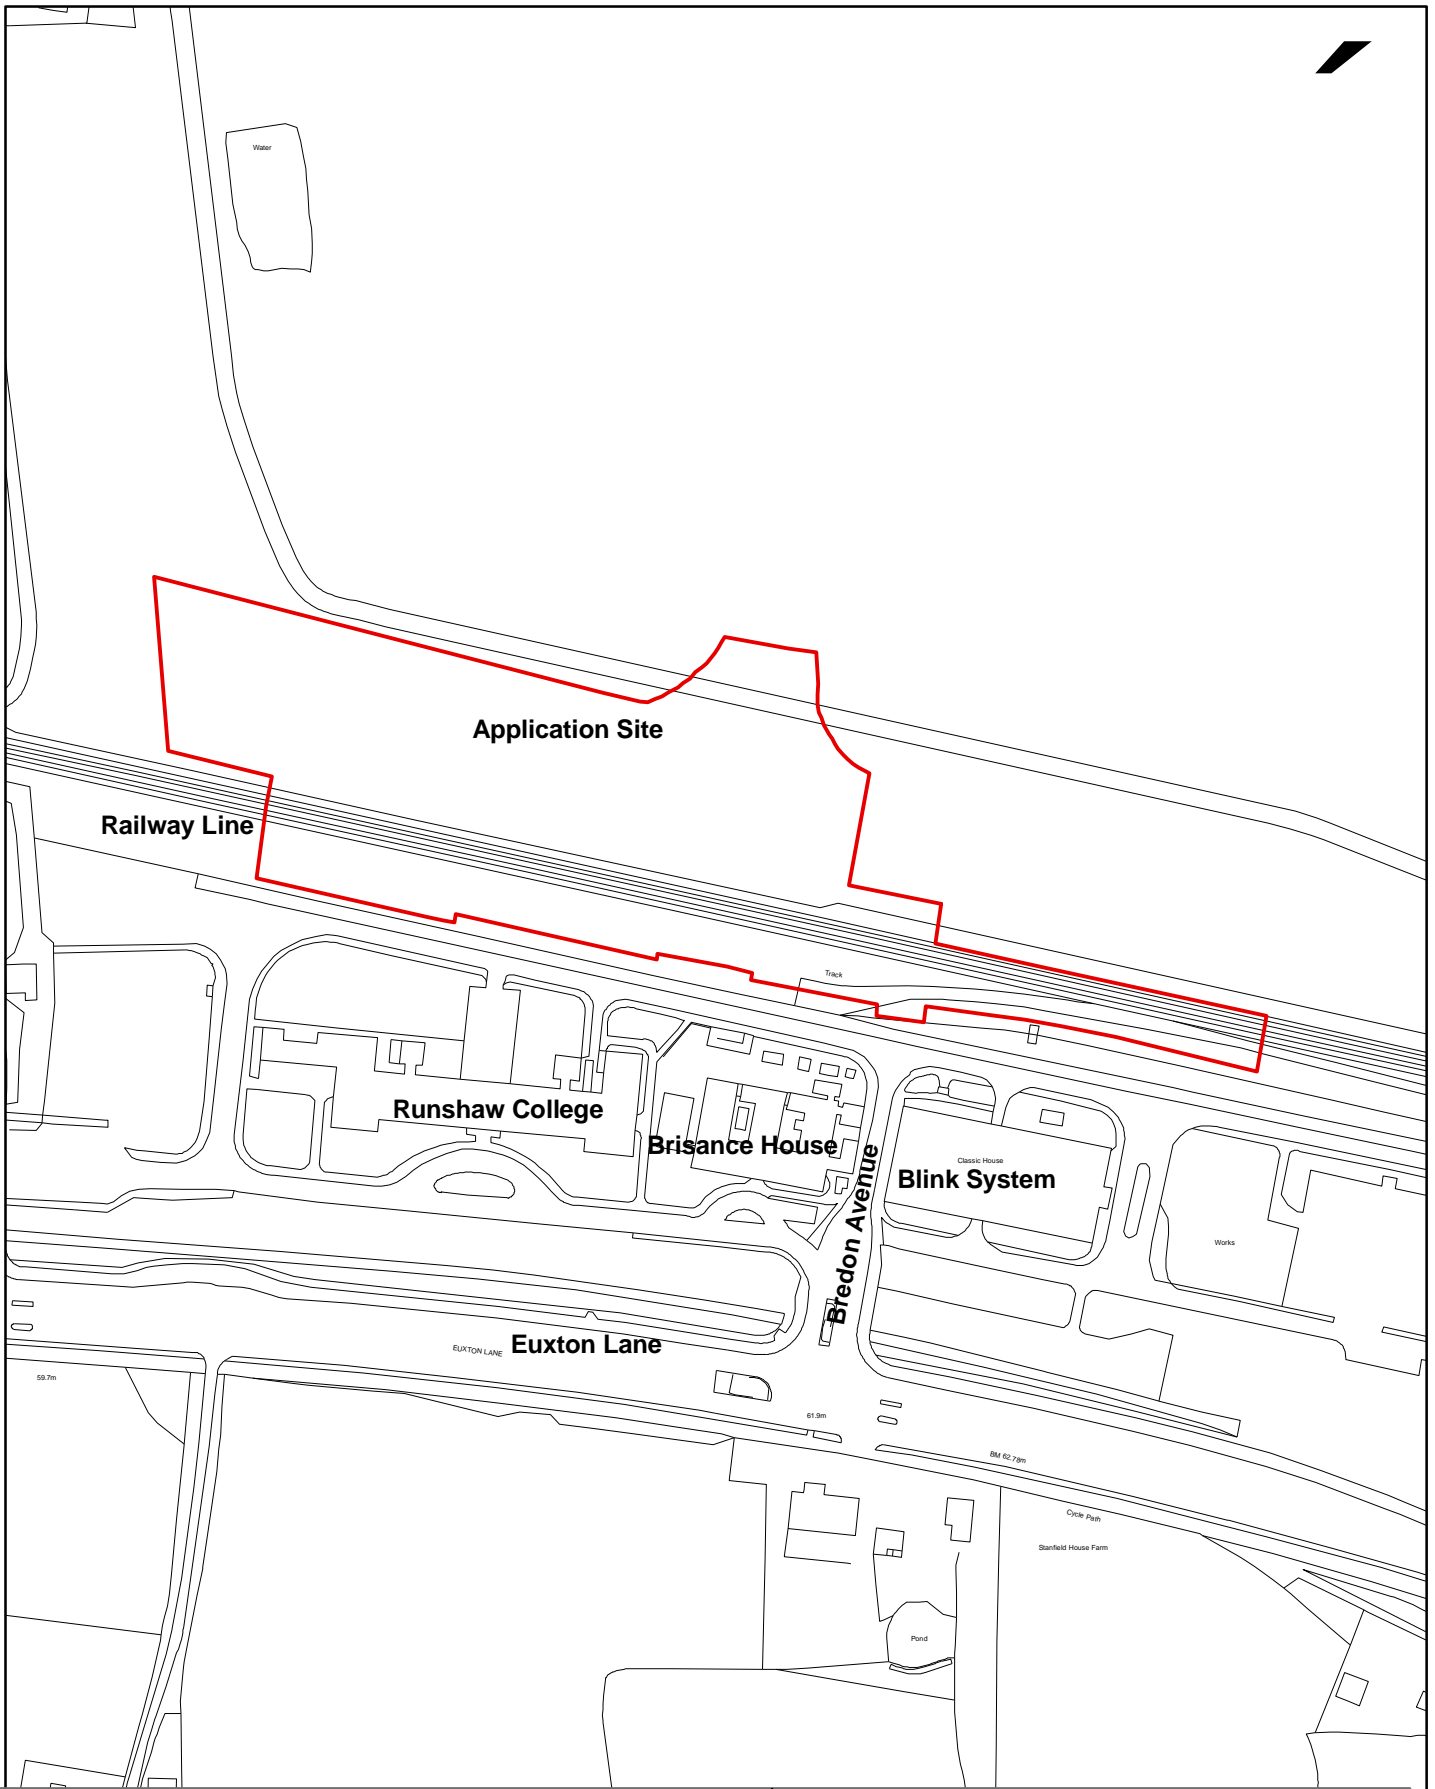 Water
Application Site
Railway Line
Track
Runshaw College
Brisance House
Bredon Avenue
Classic House
Blink System
Works
EUXTON LANE
Euxton Lane
59.7m
61.9m
BM 62.78m
Cycle Path
Stanfield House Farm
Pond